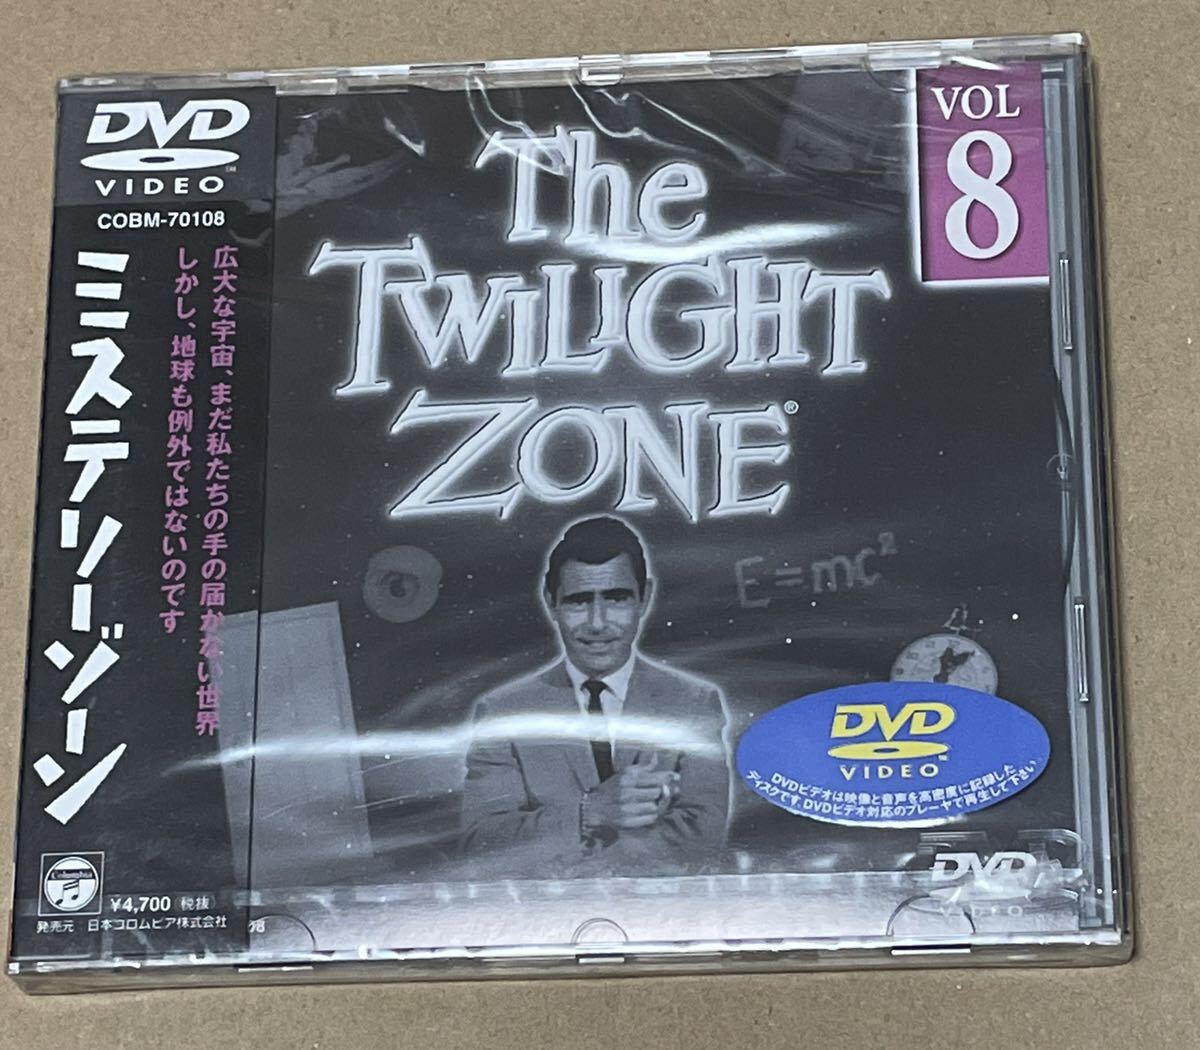 DVD
VIDEO
COBM-70108
ミステリーゾーン
広大な宇宙、まだ私たちの手の届かない世界
しかし、地球も例外ではないのです
Columbia
¥4,700(税抜)
発売元 日本コロムビア株式会社
VOL
8
The
TWILIGHT
ZONE®
E=mc²
DVD
VIDEO
DVDビデオは映像と音声を高密度に記録した
ディスクです。DVDビデオ対応のプレーヤで再生して下さい。
DVD
VIDEO